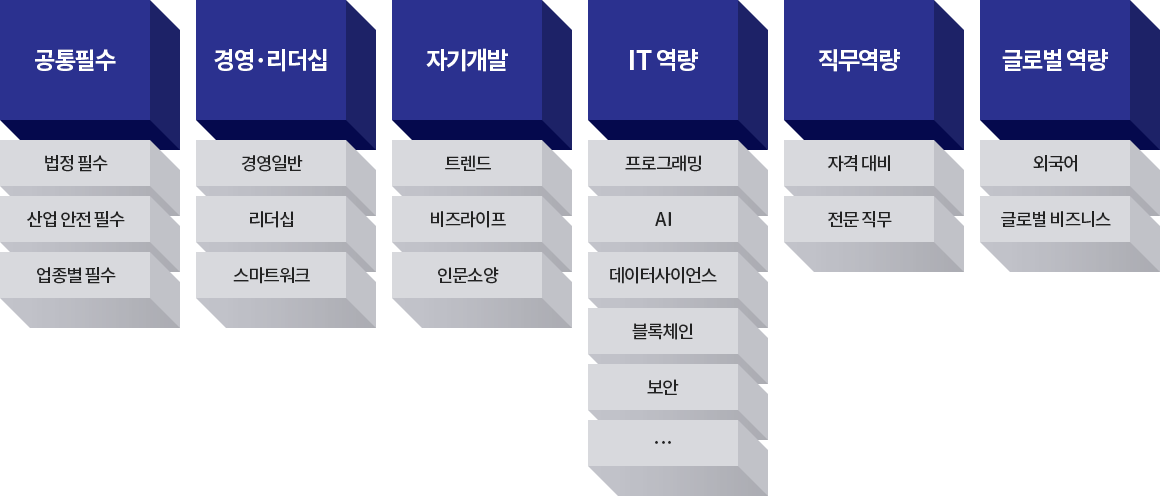 공통필수
법정 필수
산업 안전 필수
업종별 필수
경영·리더십
경영일반
리더십
스마트워크
자기개발
트렌드
비즈라이프
인문소양
IT 역량
프로그래밍
AI
데이터사이언스
블록체인
보안
…
직무역량
자격 대비
전문 직무
글로벌 역량
외국어
글로벌 비즈니스